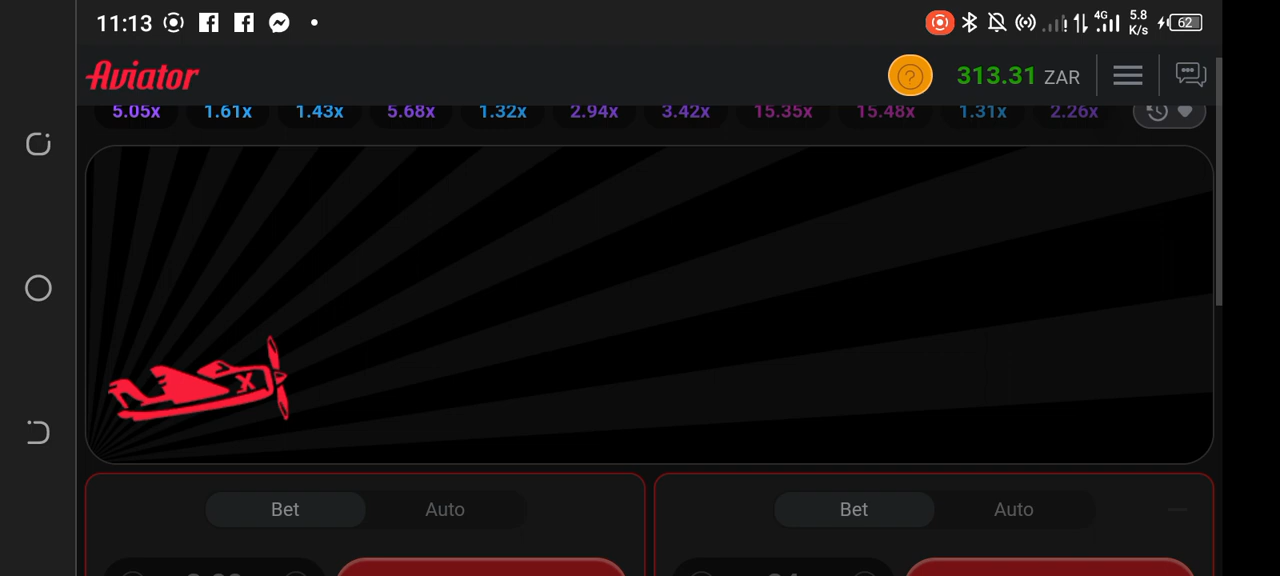 11:13 4G 5.8 K/s 62
Aviator 313.31 ZAR
5.05x 1.61x 1.43x 5.68x 1.32x 2.94x 3.42x 15.35x 15.48x 1.31x 2.26x
X
Bet Auto Bet Auto